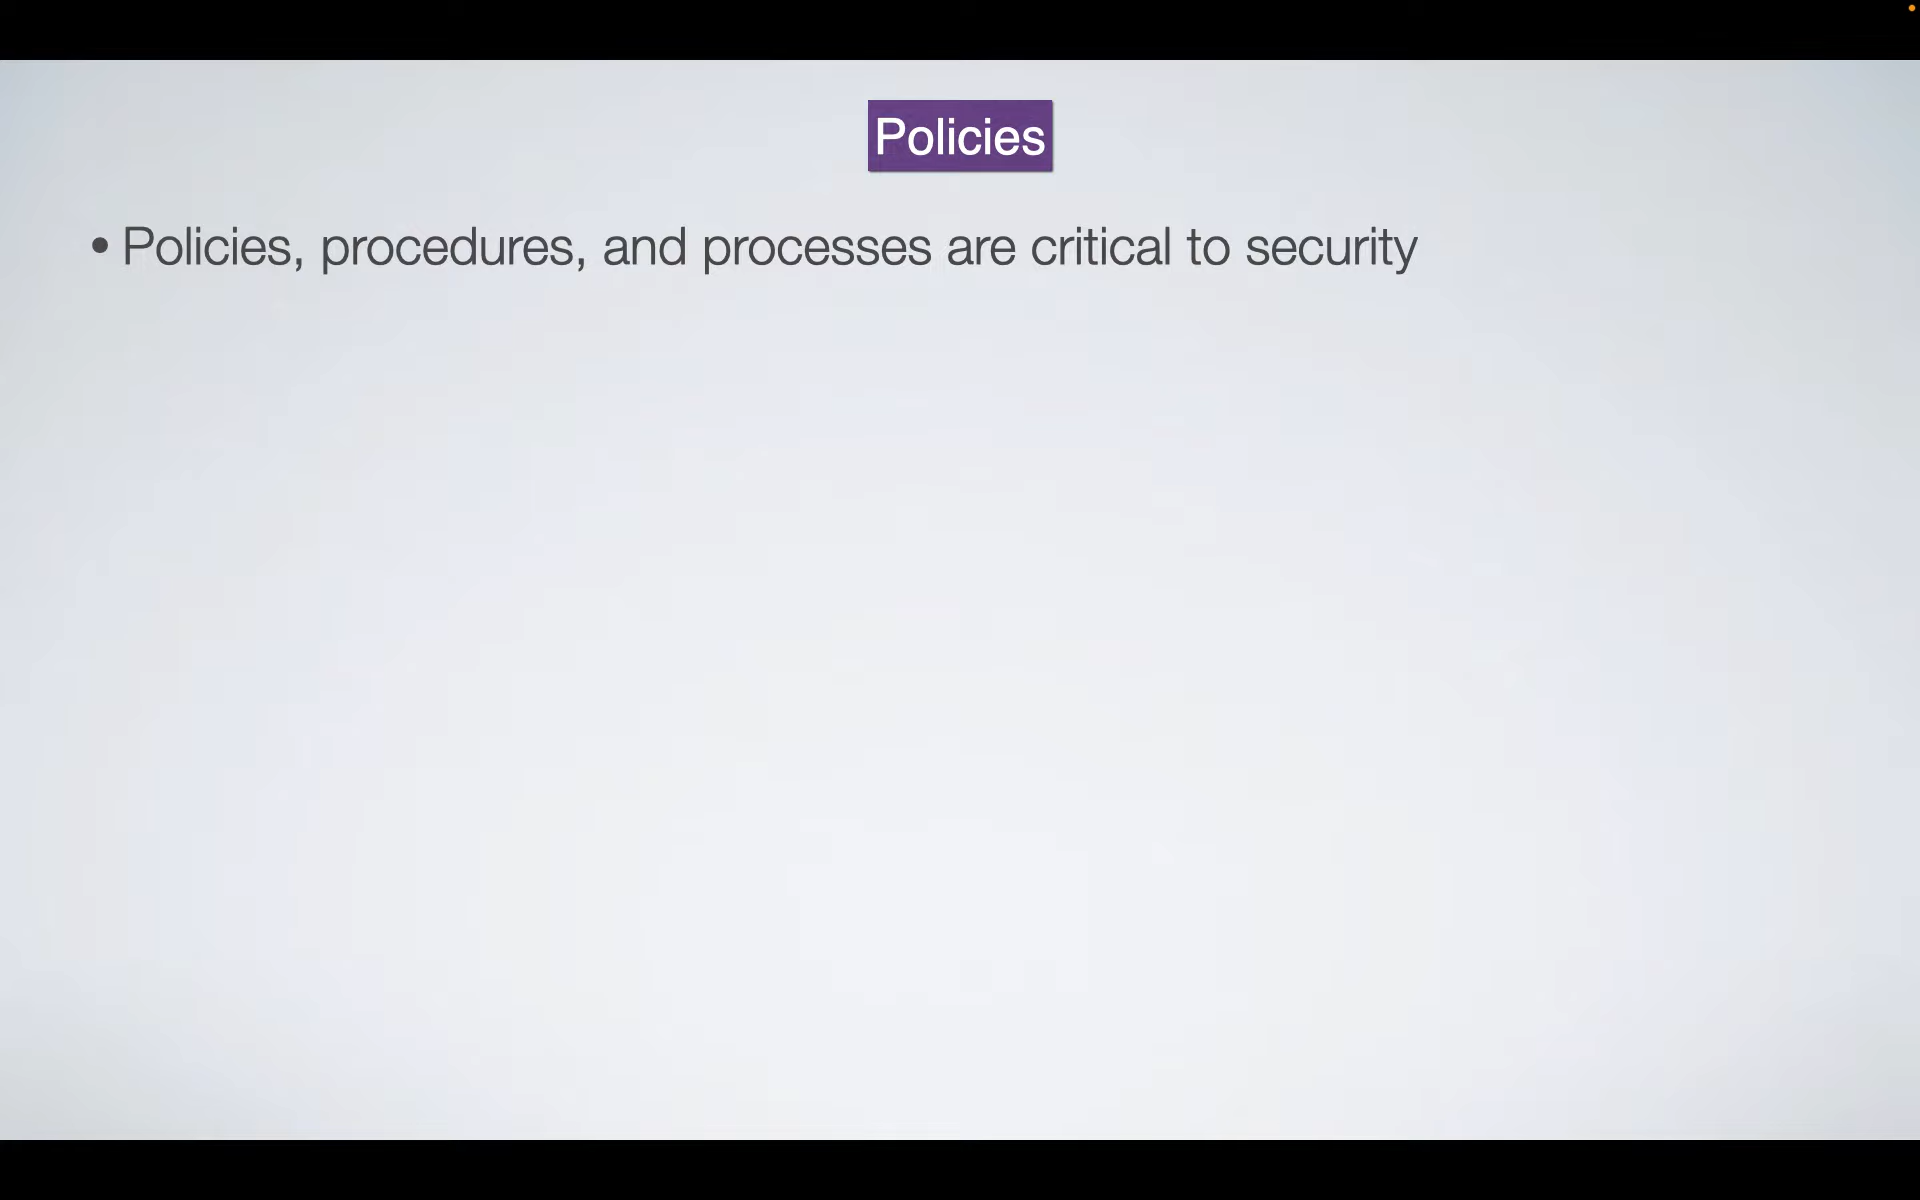 Policies
• Policies, procedures, and processes are critical to security